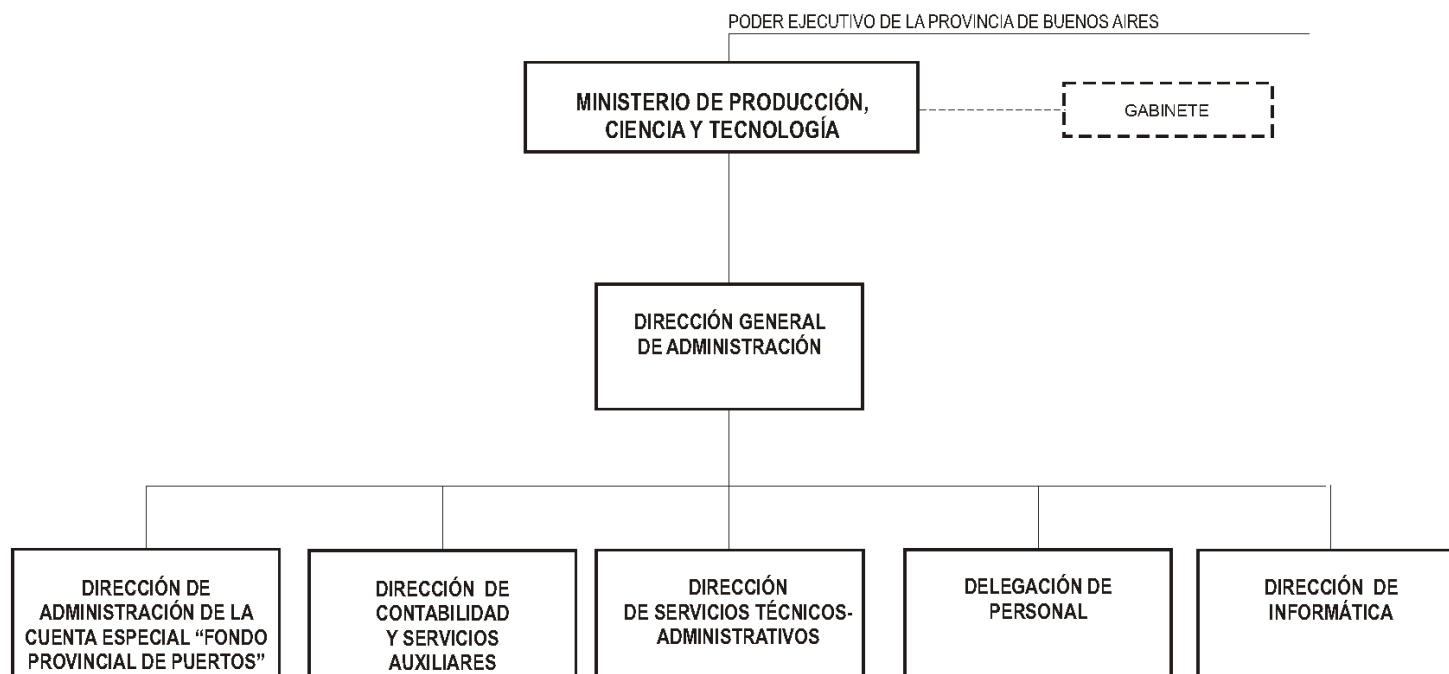 PODER EJECUTIVO DE LA PROVINCIA DE BUENOS AIRES
MINISTERIO DE PRODUCCIÓN,
CIENCIA Y TECNOLOGÍA
GABINETE
DIRECCIÓN GENERAL
DE ADMINISTRACIÓN
DIRECCIÓN DE
ADMINISTRACIÓN DE LA
CUENTA ESPECIAL “FONDO
PROVINCIAL DE PUERTOS”
DIRECCIÓN DE
CONTABILIDAD
Y SERVICIOS
AUXILIARES
DIRECCIÓN
DE SERVICIOS TÉCNICOS-
ADMINISTRATIVOS
DELEGACIÓN DE
PERSONAL
DIRECCIÓN DE
INFORMÁTICA